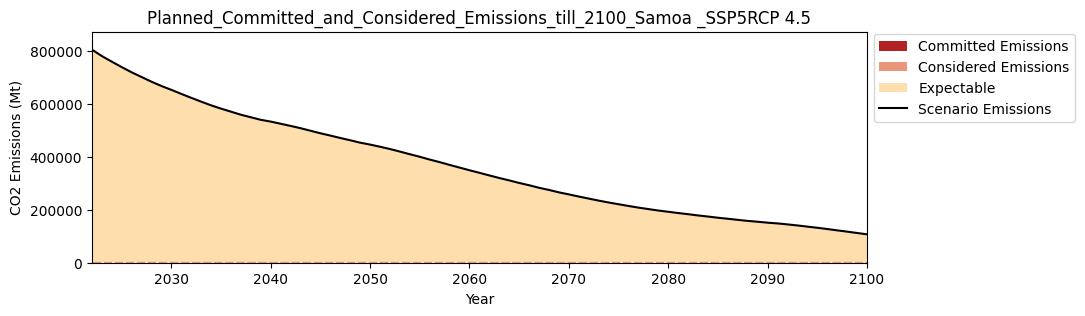 Planned_Committed_and_Considered_Emissions_till_2100_Samoa _SSP5RCP 4.5
CO2 Emissions (Mt)
800000
600000
400000
200000
0
2030 2040 2050 2060 2070 2080 2090 2100
Year
Committed Emissions
Considered Emissions
Expectable
Scenario Emissions